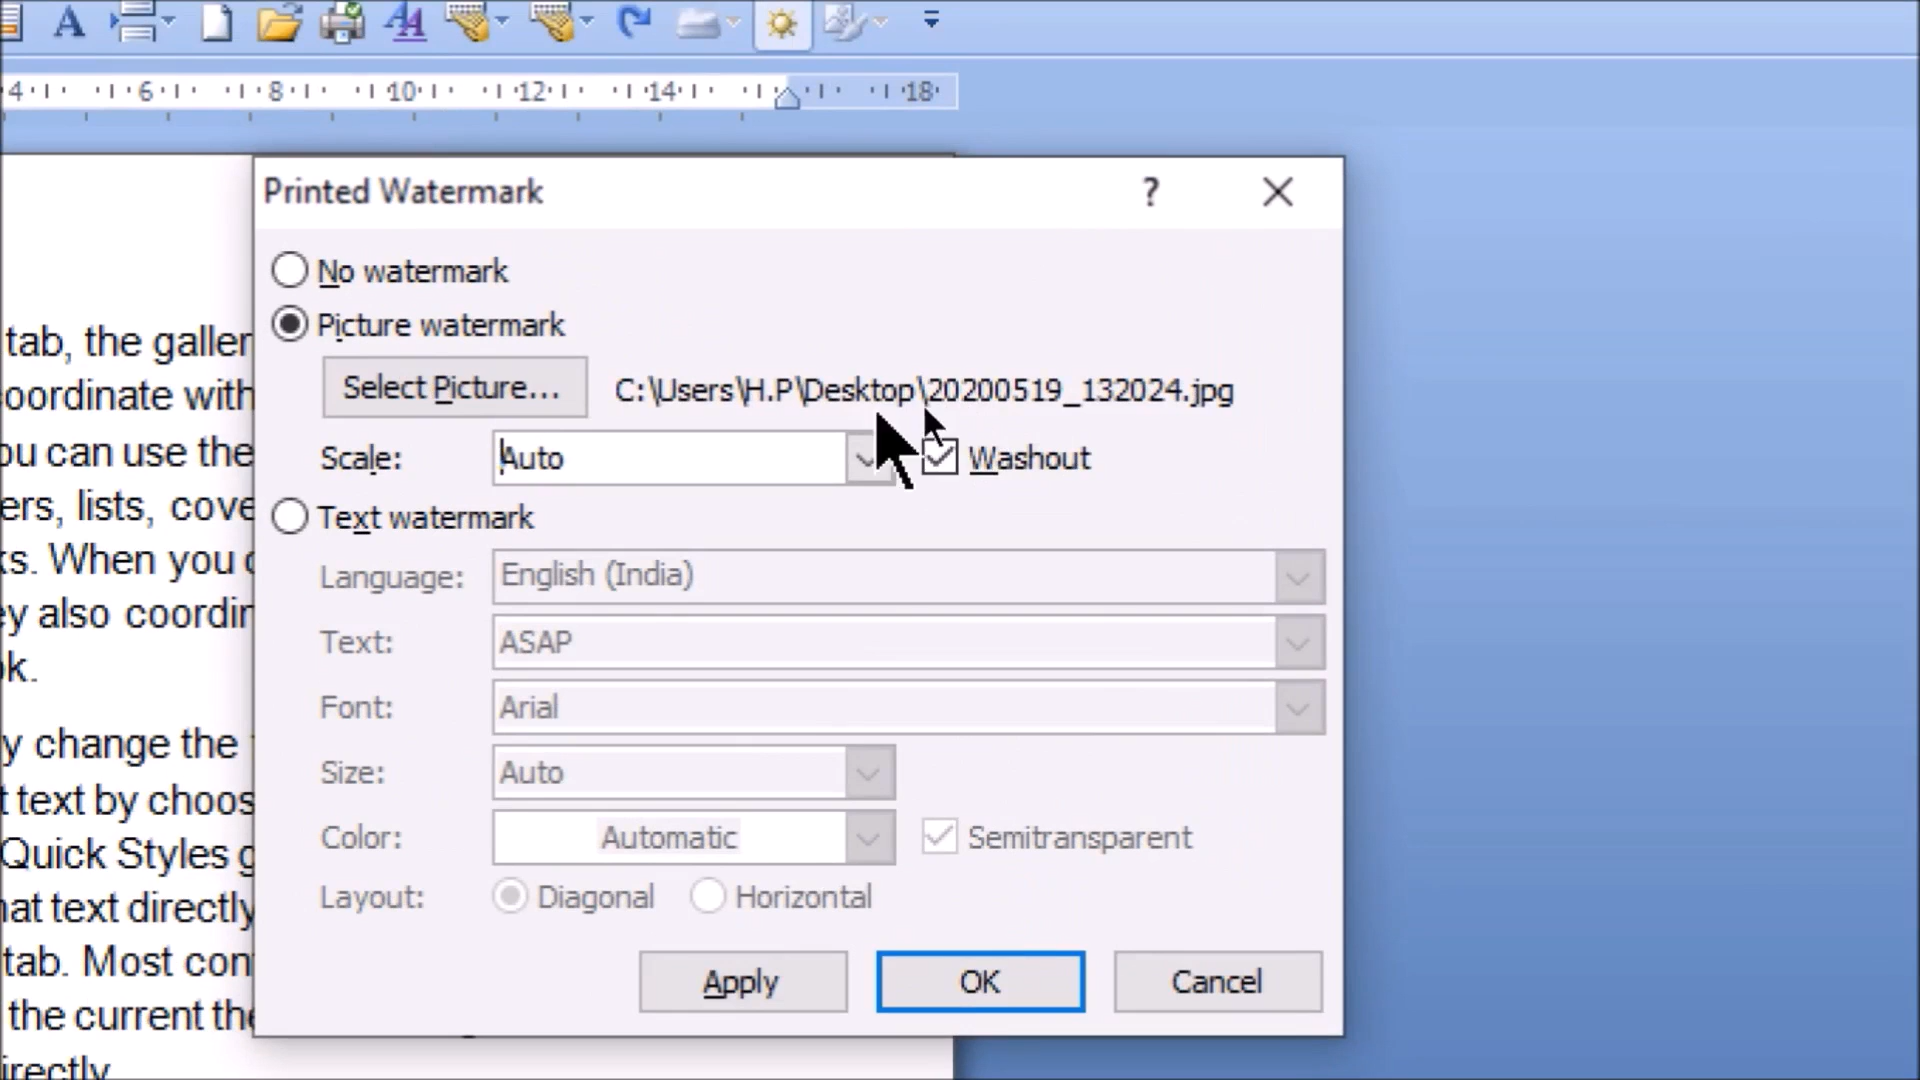 4 6 8 10 12 14 18
Printed Watermark ?
No watermark
Picture watermark
Select Picture... C:\Users\H.P\Desktop\20200519_132024.jpg
Scale: Auto Washout
Text watermark
Language: English (India)
Text: ASAP
Font: Arial
Size: Auto
Color: Automatic Semitransparent
Layout: Diagonal Horizontal
Apply OK Cancel
tab, the galler
oordinate with
ou can use the
ers, lists, cove
ks. When you
ey also coordin
ok.
y change the
t text by choos
Quick Styles g
hat text directly
tab. Most con
the current the
irectly.